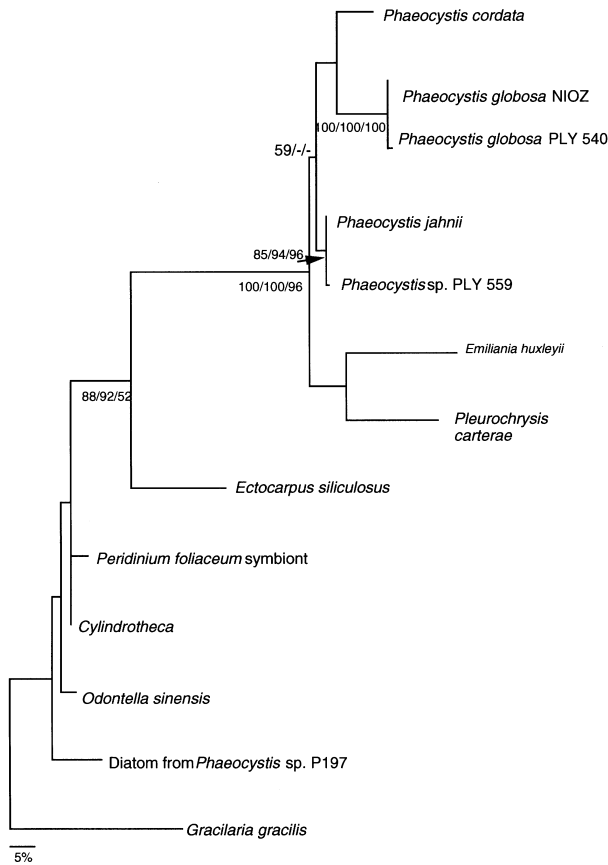 Phaeocystis cordata
Phaeocystis globosa NIOZ
100/100/100
Phaeocystis globosa PLY 540
59/-/-
Phaeocystis jahnii
85/94/96
Phaeocystis sp. PLY 559
100/100/96
Emiliania huxleyii
88/92/52
Pleurochrysis
carterae
Ectocarpus siliculosus
Peridinium foliaceum symbiont
Cylindrotheca
Odontella sinensis
Diatom from Phaeocystis sp. P197
Gracilaria gracilis
5%